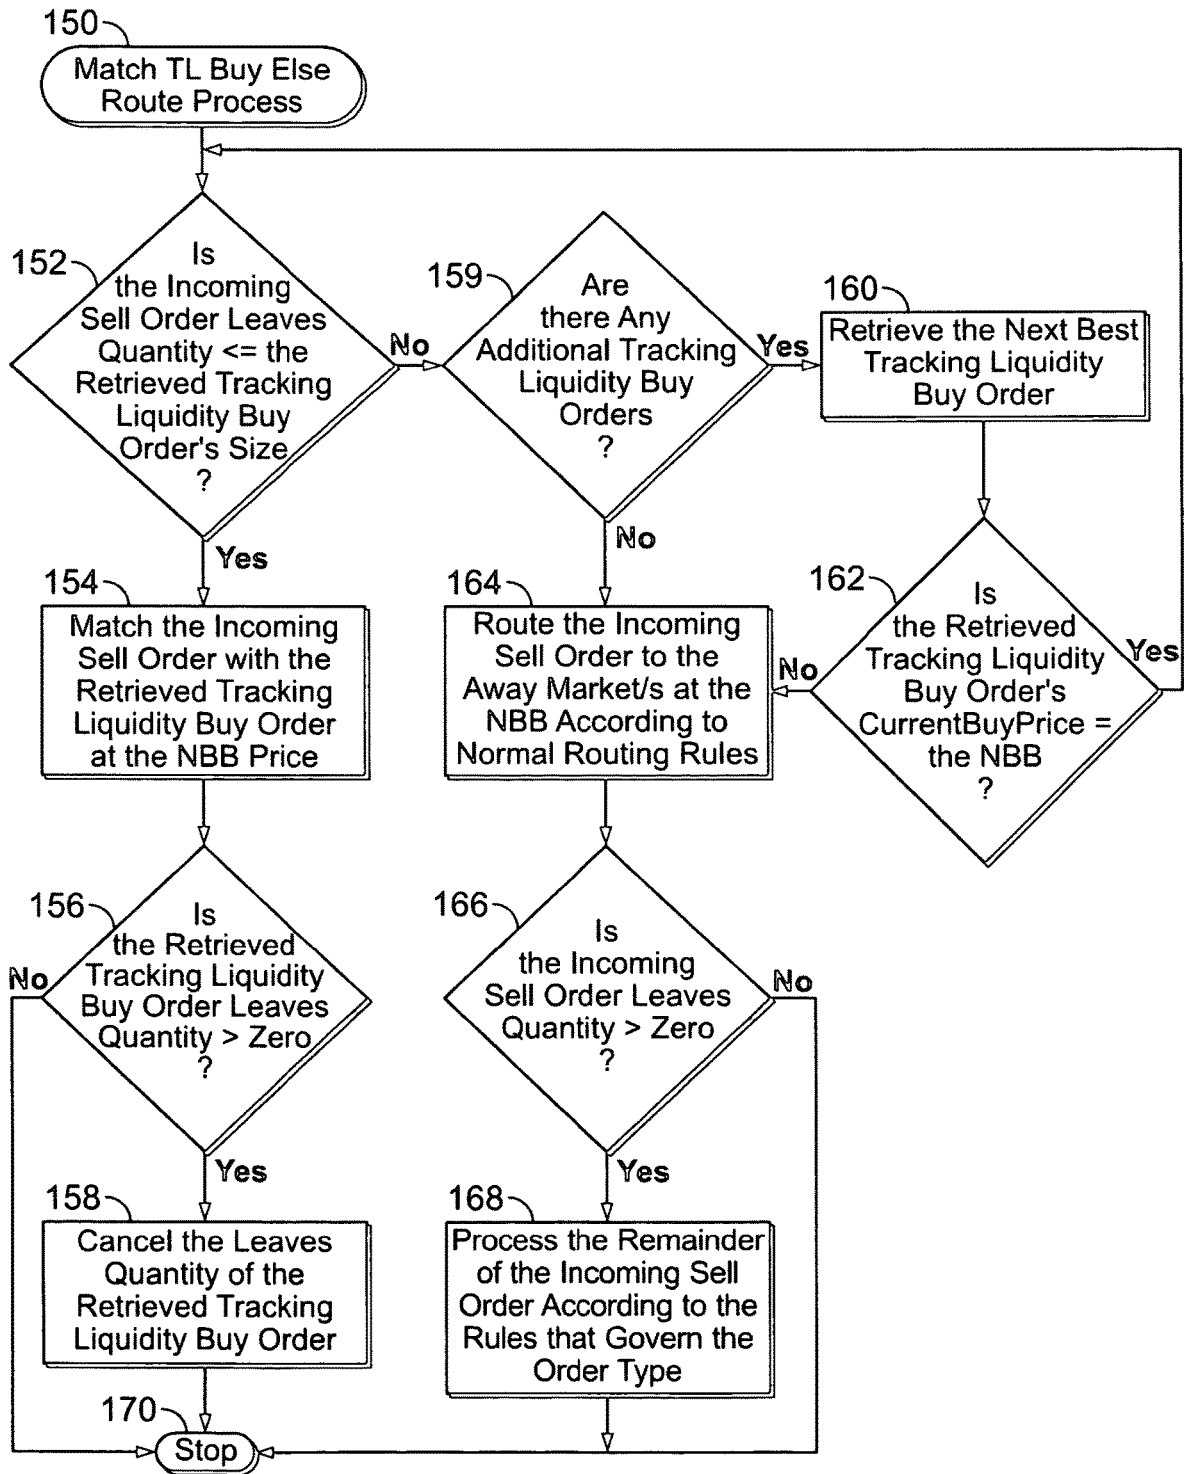 150
Match TL Buy Else
Route Process
152
Is
the Incoming
Sell Order Leaves
Quantity <= the
Retrieved Tracking
Liquidity Buy
Order's Size
?
No
Yes
159
Are
there Any
Additional Tracking
Liquidity Buy
Orders
?
Yes
No
160
Retrieve the Next Best
Tracking Liquidity
Buy Order
162
Is
the Retrieved
Tracking Liquidity
Buy Order's
CurrentBuyPrice =
the NBB
?
Yes
No
154
Match the Incoming
Sell Order with the
Retrieved Tracking
Liquidity Buy Order
at the NBB Price
164
Route the Incoming
Sell Order to the
Away Market/s at the
NBB According to
Normal Routing Rules
156
Is
the Retrieved
Tracking Liquidity
Buy Order Leaves
Quantity > Zero
?
No
Yes
166
Is
the Incoming
Sell Order Leaves
Quantity > Zero
?
No
Yes
158
Cancel the Leaves
Quantity of the
Retrieved Tracking
Liquidity Buy Order
168
Process the Remainder
of the Incoming Sell
Order According to the
Rules that Govern the
Order Type
170
Stop